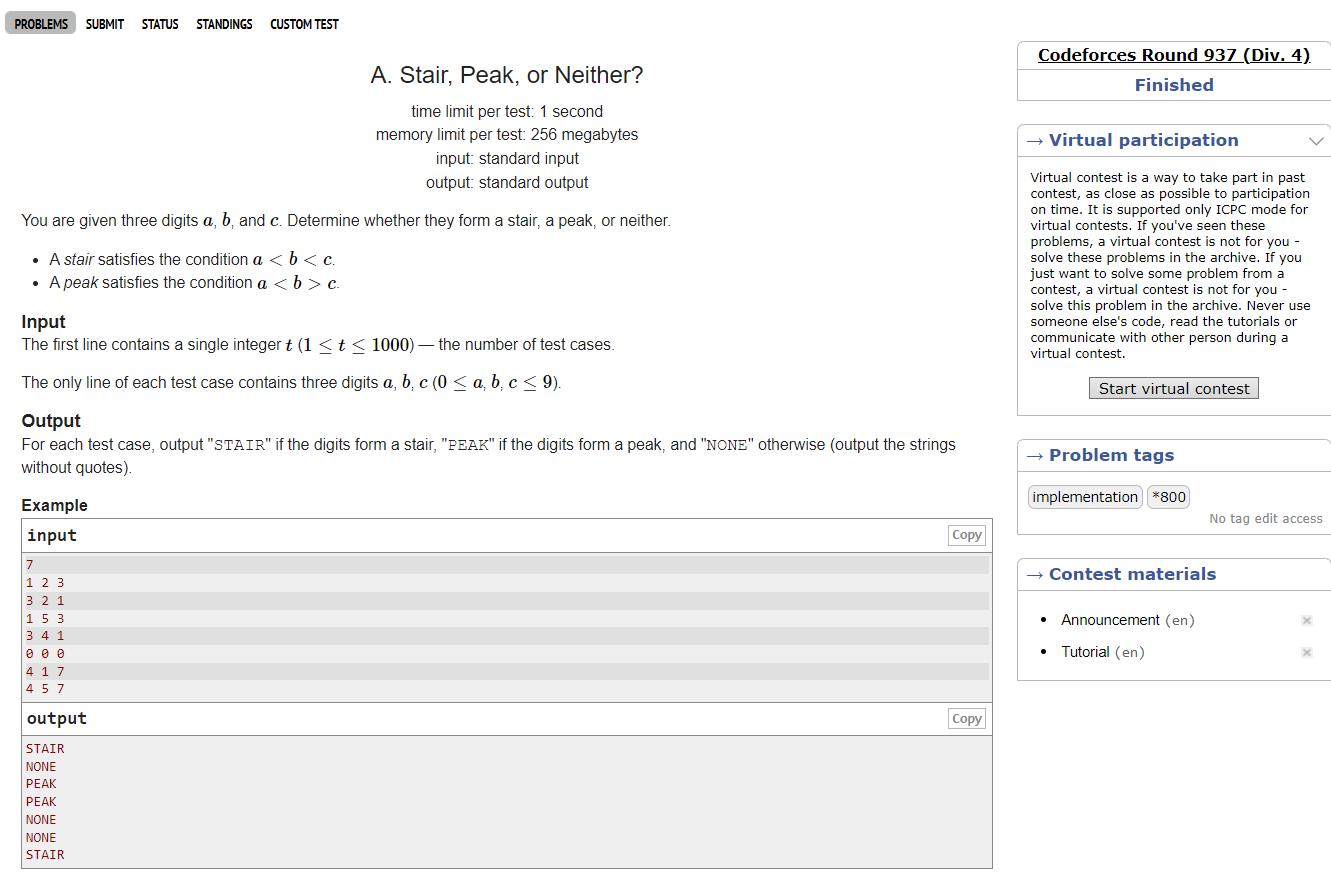 PROBLEMS SUBMIT STATUS STANDINGS CUSTOM TEST
A. Stair, Peak, or Neither?
time limit per test: 1 second
memory limit per test: 256 megabytes
input: standard input
output: standard output
You are given three digits a, b, and c. Determine whether they form a stair, a peak, or neither.
• A stair satisfies the condition a < b < c.
• A peak satisfies the condition a < b > c.
Input
The first line contains a single integer t (1 ≤ t ≤ 1000) — the number of test cases.
The only line of each test case contains three digits a, b, c (0 ≤ a, b, c ≤ 9).
Output
For each test case, output "STAIR" if the digits form a stair, "PEAK" if the digits form a peak, and "NONE" otherwise (output the strings
without quotes).
Example
input Copy
7
1 2 3
3 2 1
1 5 3
3 4 1
0 0 0
4 1 7
4 5 7
output Copy
STAIR
NONE
PEAK
PEAK
NONE
NONE
STAIR
Codeforces Round 937 (Div. 4)
Finished
→ Virtual participation
Virtual contest is a way to take part in past
contest, as close as possible to participation
on time. It is supported only ICPC mode for
virtual contests. If you've seen these
problems, a virtual contest is not for you -
solve these problems in the archive. If you
just want to solve some problem from a
contest, a virtual contest is not for you -
solve this problem in the archive. Never use
someone else's code, read the tutorials or
communicate with other person during a
virtual contest.
Start virtual contest
→ Problem tags
implementation *800
No tag edit access
→ Contest materials
• Announcement (en)
• Tutorial (en)